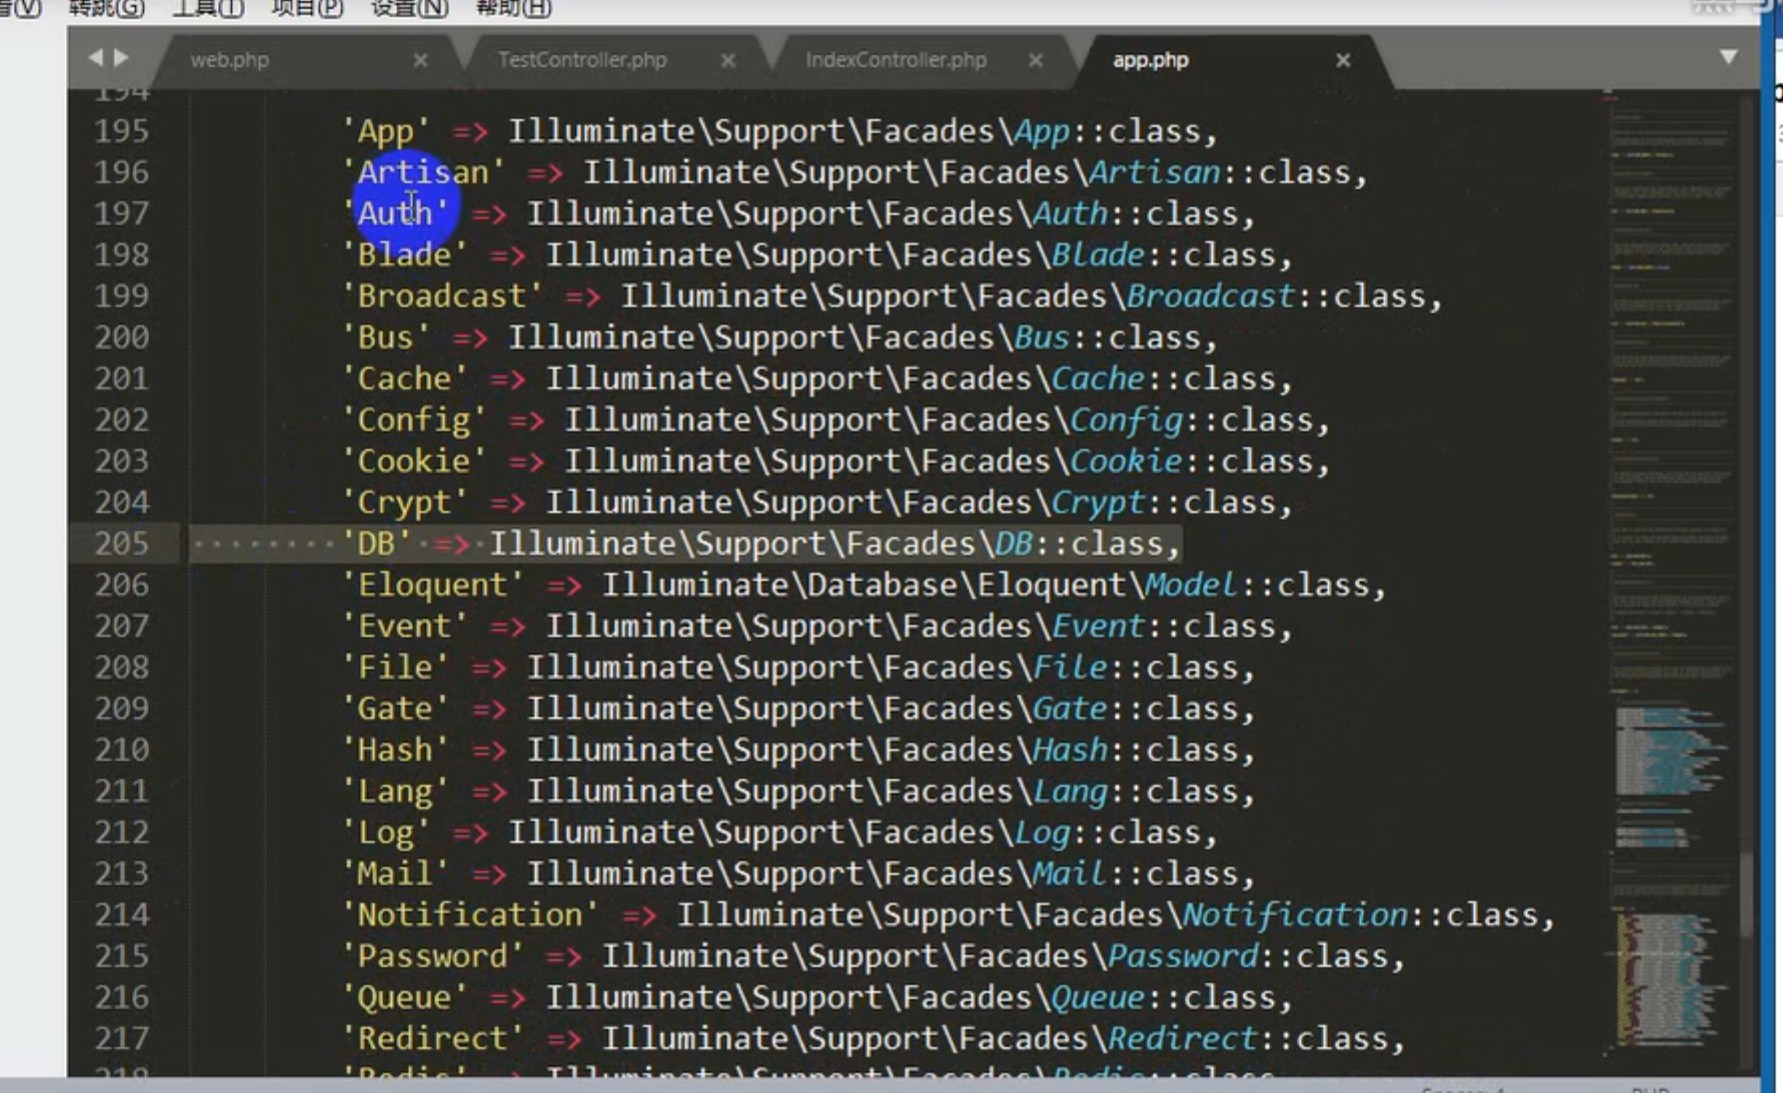 转跳(G) 工具(T) 项目(P) 设置(N) 帮助(H)
web.php × TestController.php × IndexController.php × app.php ×
194
195 'App' => Illuminate\Support\Facades\App::class,
196 'Artisan' => Illuminate\Support\Facades\Artisan::class,
197 'Auth' => Illuminate\Support\Facades\Auth::class,
198 'Blade' => Illuminate\Support\Facades\Blade::class,
199 'Broadcast' => Illuminate\Support\Facades\Broadcast::class,
200 'Bus' => Illuminate\Support\Facades\Bus::class,
201 'Cache' => Illuminate\Support\Facades\Cache::class,
202 'Config' => Illuminate\Support\Facades\Config::class,
203 'Cookie' => Illuminate\Support\Facades\Cookie::class,
204 'Crypt' => Illuminate\Support\Facades\Crypt::class,
205 'DB' => Illuminate\Support\Facades\DB::class,
206 'Eloquent' => Illuminate\Database\Eloquent\Model::class,
207 'Event' => Illuminate\Support\Facades\Event::class,
208 'File' => Illuminate\Support\Facades\File::class,
209 'Gate' => Illuminate\Support\Facades\Gate::class,
210 'Hash' => Illuminate\Support\Facades\Hash::class,
211 'Lang' => Illuminate\Support\Facades\Lang::class,
212 'Log' => Illuminate\Support\Facades\Log::class,
213 'Mail' => Illuminate\Support\Facades\Mail::class,
214 'Notification' => Illuminate\Support\Facades\Notification::class,
215 'Password' => Illuminate\Support\Facades\Password::class,
216 'Queue' => Illuminate\Support\Facades\Queue::class,
217 'Redirect' => Illuminate\Support\Facades\Redirect::class,
218 'Redis' => Illuminate\Support\Facades\Redis::class